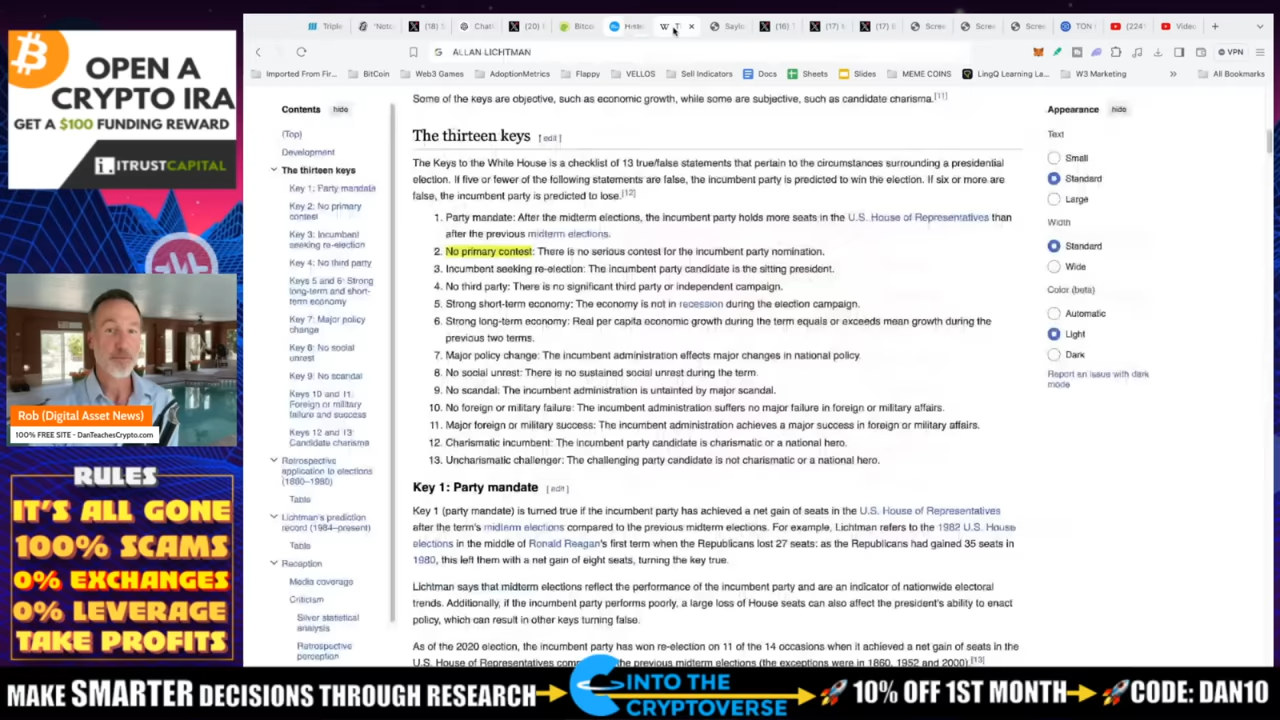 Triple
"Noto
(18) S
Chatl
(20) I
Bitco
Histo
W
Saylo
(16) T
(17) M
(17) E
Scree
Scree
Scree
TON
(224
Video
G ALLAN LICHTMAN
VPN
Imported From Fir...
BitCoin
Web3 Games
AdoptionMetrics
Flappy
VELLOS
Sell Indicators
Docs
Sheets
Slides
MEME COINS
LingQ Learning La...
W3 Marketing
»
All Bookmarks
OPEN A
CRYPTO IRA
GET A $100 FUNDING REWARD
ITRUSTCAPITAL
Rob (Digital Asset News)
100% FREE SITE - DanTeachesCrypto.com
RULES
IT'S ALL GONE
100% SCAMS
0% EXCHANGES
0% LEVERAGE
TAKE PROFITS
Contents hide
(Top)
Development
The thirteen keys
Key 1: Party mandate
Key 2: No primary
contest
Key 3: Incumbent
seeking re-election
Key 4: No third party
Keys 5 and 6: Strong
long-term and short-
term economy
Key 7: Major policy
change
Key 8: No social
unrest
Key 9: No scandal
Keys 10 and 11:
Foreign or military
failure and success
Keys 12 and 13:
Candidate charisma
Retrospective
application to elections
(1860–1980)
Table
Lichtman's prediction
record (1984–present)
Table
Reception
Media coverage
Criticism
Silver statistical
analysis
Retrospective
perception
Some of the keys are objective, such as economic growth, while some are subjective, such as candidate charisma.[11]
The thirteen keys [ edit ]
The Keys to the White House is a checklist of 13 true/false statements that pertain to the circumstances surrounding a presidential
election. If five or fewer of the following statements are false, the incumbent party is predicted to win the election. If six or more are
false, the incumbent party is predicted to lose.[12]
1. Party mandate: After the midterm elections, the incumbent party holds more seats in the U.S. House of Representatives than
after the previous midterm elections.
2. No primary contest: There is no serious contest for the incumbent party nomination.
3. Incumbent seeking re-election: The incumbent party candidate is the sitting president.
4. No third party: There is no significant third party or independent campaign.
5. Strong short-term economy: The economy is not in recession during the election campaign.
6. Strong long-term economy: Real per capita economic growth during the term equals or exceeds mean growth during the
previous two terms.
7. Major policy change: The incumbent administration effects major changes in national policy.
8. No social unrest: There is no sustained social unrest during the term.
9. No scandal: The incumbent administration is untainted by major scandal.
10. No foreign or military failure: The incumbent administration suffers no major failure in foreign or military affairs.
11. Major foreign or military success: The incumbent administration achieves a major success in foreign or military affairs.
12. Charismatic incumbent: The incumbent party candidate is charismatic or a national hero.
13. Uncharismatic challenger: The challenging party candidate is not charismatic or a national hero.
Key 1: Party mandate [ edit ]
Key 1 (party mandate) is turned true if the incumbent party has achieved a net gain of seats in the U.S. House of Representatives
after the term's midterm elections compared to the previous midterm elections. For example, Lichtman refers to the 1982 U.S. House
elections in the middle of Ronald Reagan's first term when the Republicans lost 27 seats: as the Republicans had gained 35 seats in
1980, this left them with a net gain of eight seats, turning the key true.
Lichtman says that midterm elections reflect the performance of the incumbent party and are an indicator of nationwide electoral
trends. Additionally, if the incumbent party performs poorly, a large loss of House seats can also affect the president's ability to enact
policy, which can result in other keys turning false.
As of the 2020 election, the incumbent party has won re-election on 11 of the 14 occasions when it achieved a net gain of seats in the
U.S. House of Representatives the previous midterm elections (the exceptions were in 1860, 1952 and 2000).[13]
Appearance hide
Text
Small
Standard
Large
Width
Standard
Wide
Color (beta)
Automatic
Light
Dark
Report an issue with dark
mode
MAKE SMARTER DECISIONS THROUGH RESEARCH
INTO THE
CRYPTOVERSE
10% OFF 1ST MONTH
CODE: DAN10